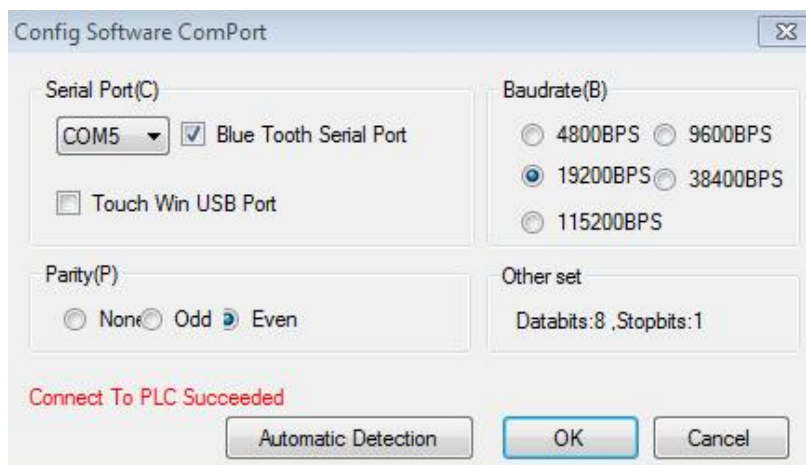 Config Software ComPort
Serial Port(C)
COM5
Blue Tooth Serial Port
Touch Win USB Port
Baudrate(B)
4800BPS
9600BPS
19200BPS
38400BPS
115200BPS
Parity(P)
None
Odd
Even
Other set
Databits:8 ,Stopbits:1
Connect To PLC Succeeded
Automatic Detection
OK
Cancel